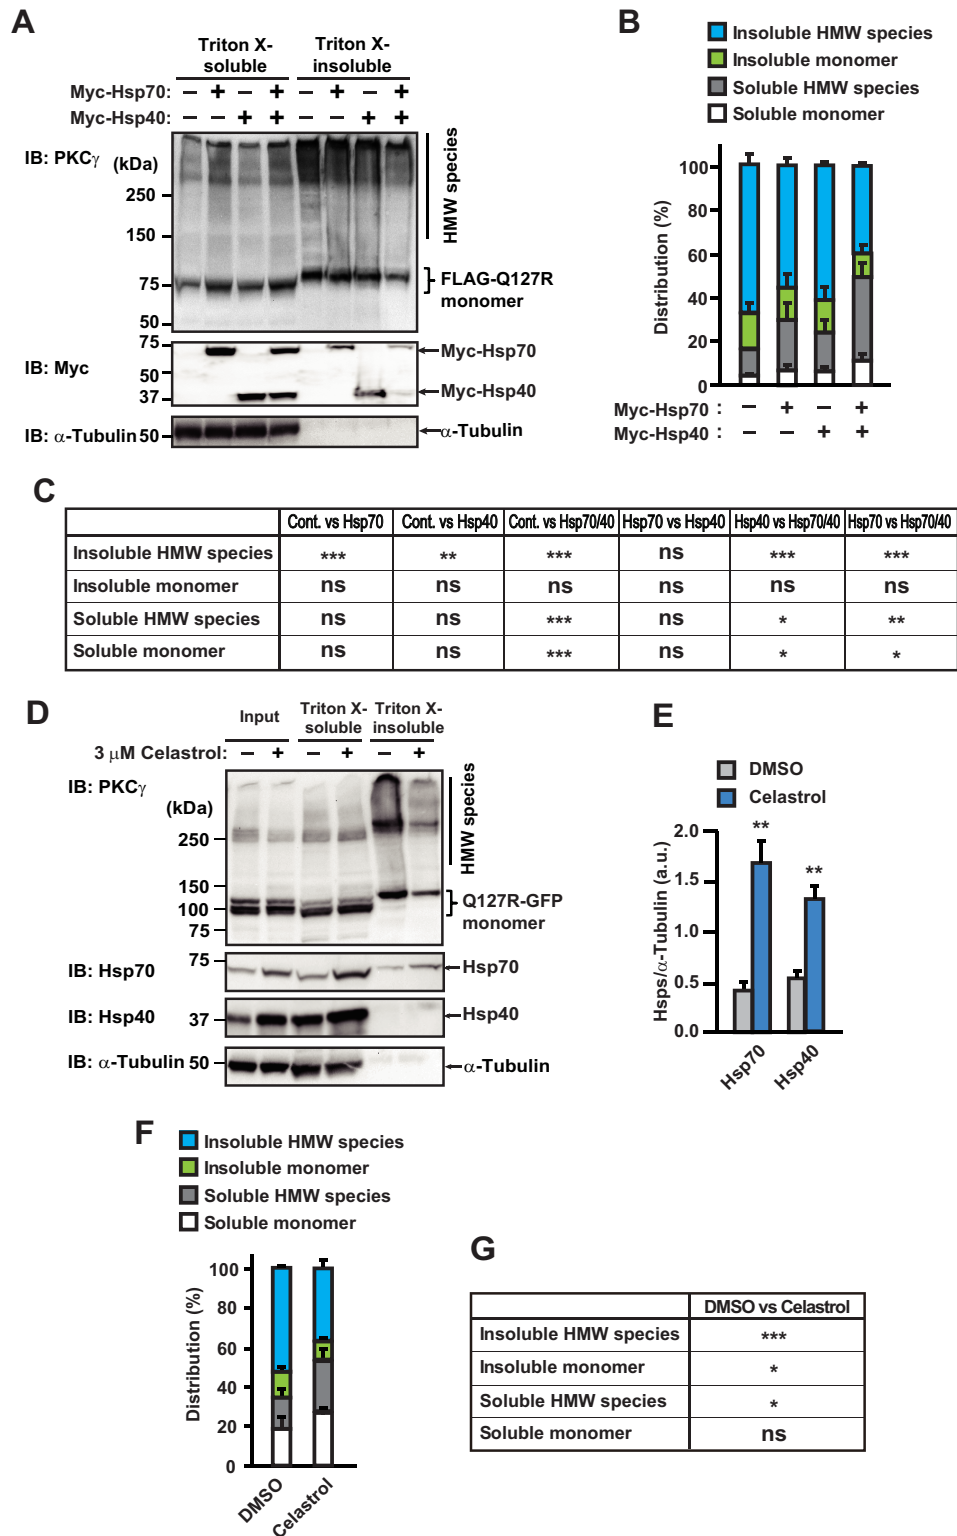 A
Triton X-soluble
Triton X-insoluble
Myc-Hsp70: − + − + − + − +
Myc-Hsp40: − − + + − − + +
IB: PKCγ (kDa)
250
150
75
50
HMW species
FLAG-Q127R monomer
IB: Myc
75
50
37
Myc-Hsp70
Myc-Hsp40
IB: α-Tubulin 50
α-Tubulin
B
Insoluble HMW species
Insoluble monomer
Soluble HMW species
Soluble monomer
Distribution (%)
100
80
60
40
20
0
Myc-Hsp70 : − + − +
Myc-Hsp40 : − − + +
C
Cont. vs Hsp70 Cont. vs Hsp40 Cont. vs Hsp70/40 Hsp70 vs Hsp40 Hsp40 vs Hsp70/40 Hsp70 vs Hsp70/40
Insoluble HMW species *** ** *** ns *** ***
Insoluble monomer ns ns ns ns ns ns
Soluble HMW species ns ns *** ns * **
Soluble monomer ns ns *** ns * *
D
Input
Triton X-soluble
Triton X-insoluble
3 μM Celastrol: − + − + − +
IB: PKCγ
(kDa)
250
150
100
75
HMW species
Q127R-GFP monomer
IB: Hsp70
75
Hsp70
IB: Hsp40 37
Hsp40
IB: α-Tubulin 50
α-Tubulin
E
DMSO
Celastrol
Hsps/α-Tubulin (a.u.)
2.0
1.5
1.0
0.5
0.0
**
**
Hsp70
Hsp40
F
Insoluble HMW species
Insoluble monomer
Soluble HMW species
Soluble monomer
Distribution (%)
100
80
60
40
20
0
DMSO
Celastrol
G
DMSO vs Celastrol
Insoluble HMW species ***
Insoluble monomer *
Soluble HMW species *
Soluble monomer ns